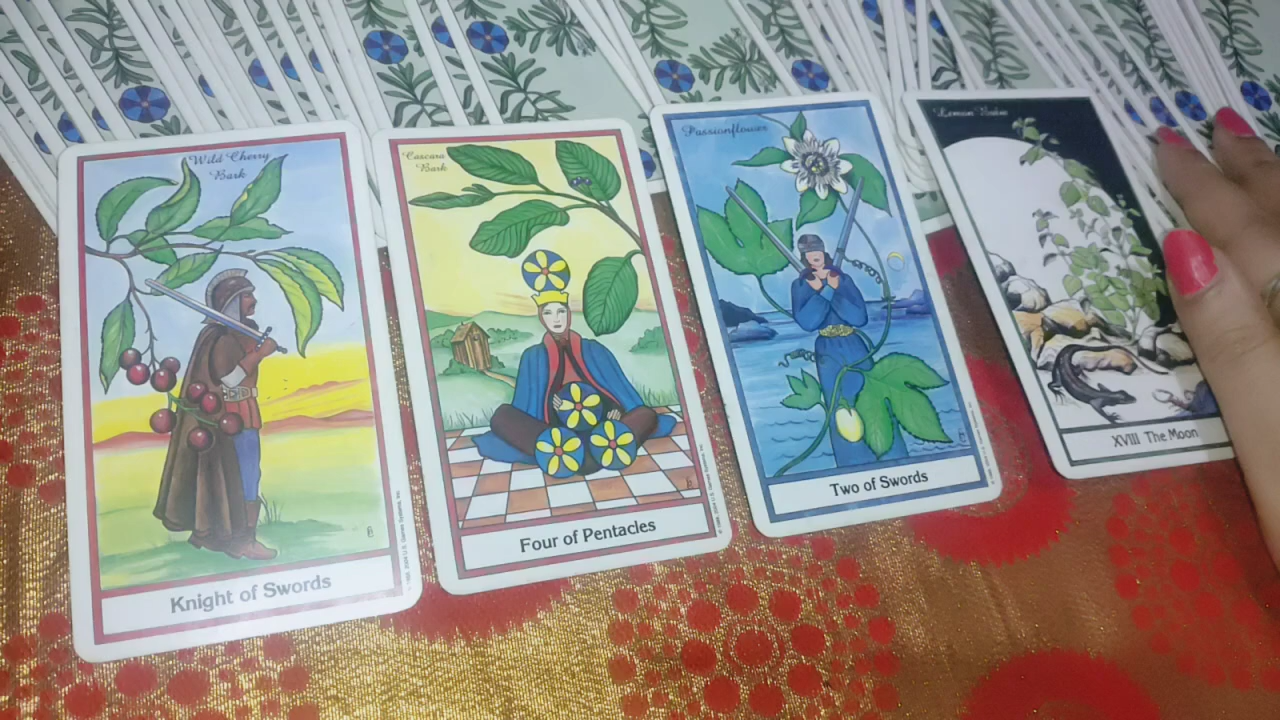 Wild Cherry
Bark
Knight of Swords
Cascara
Bark
Four of Pentacles
Passionflower
Two of Swords
Lemon Balm
XVIII The Moon